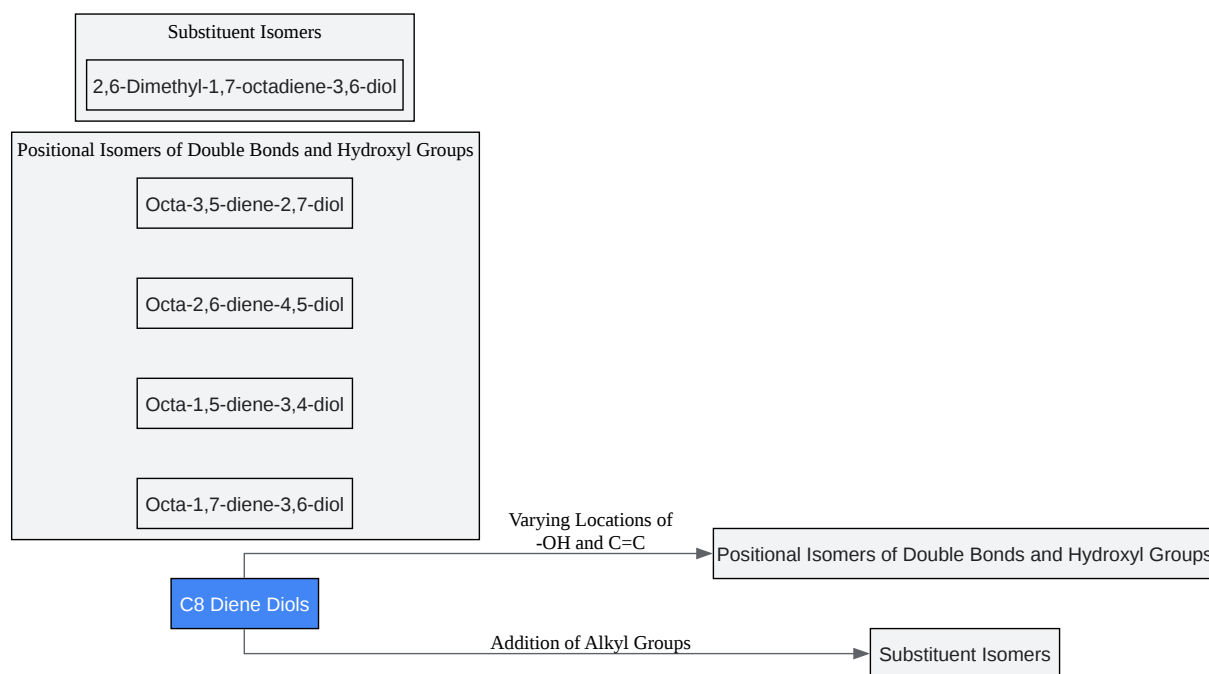 Substituent Isomers
2,6-Dimethyl-1,7-octadiene-3,6-diol
Positional Isomers of Double Bonds and Hydroxyl Groups
Octa-3,5-diene-2,7-diol
Octa-2,6-diene-4,5-diol
Octa-1,5-diene-3,4-diol
Octa-1,7-diene-3,6-diol
Varying Locations of
-OH and C=C
Positional Isomers of Double Bonds and Hydroxyl Groups
C8 Diene Diols
Addition of Alkyl Groups
Substituent Isomers